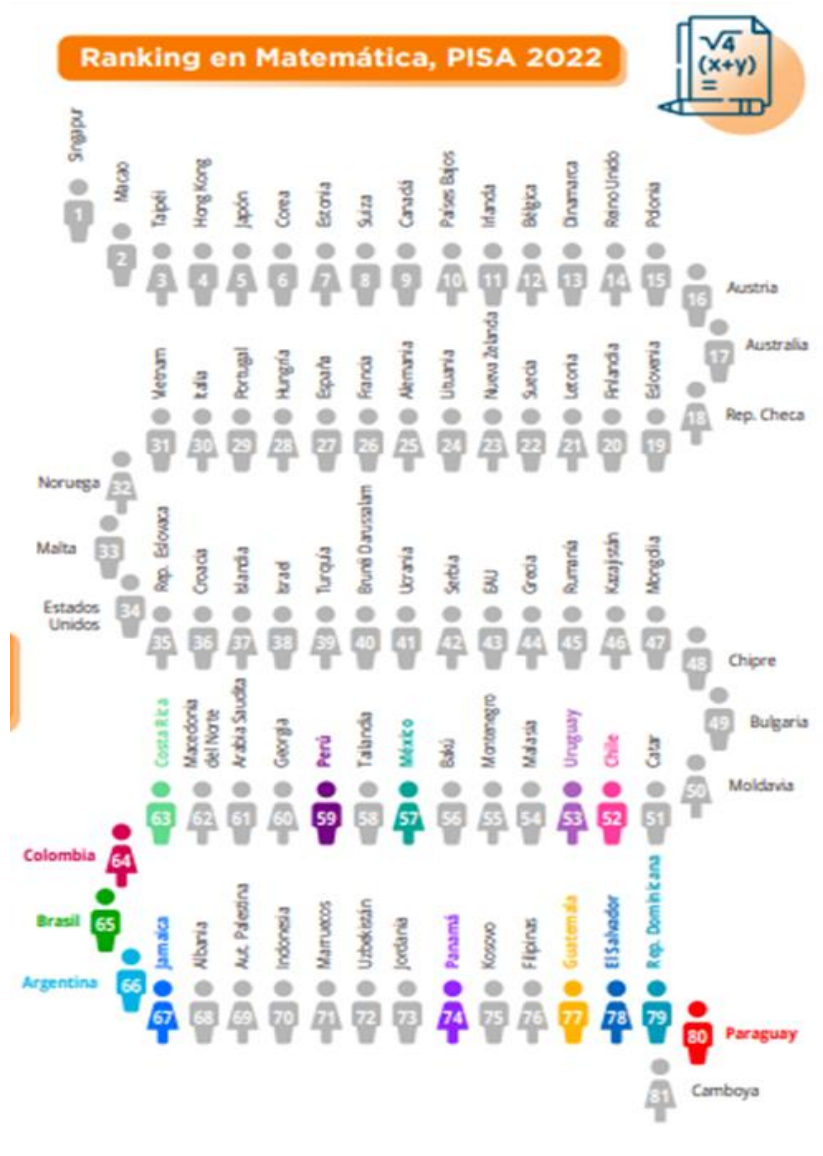 Ranking en Matemática, PISA 2022
√4
(x+y)
=
Singapur 1
Macao 2
Taipéi 3
Hong Kong 4
Japón 5
Corea 6
Estonia 7
Suiza 8
Canadá 9
Países Bajos 10
Irlanda 11
Bélgica 12
Dinamarca 13
Reino Unido 14
Polonia 15
16 Austria
17 Australia
18 Rep. Checa
Eslovenia 19
Finlandia 20
Letonia 21
Suecia 22
Nueva Zelanda 23
Lituania 24
Alemania 25
Francia 26
España 27
Hungría 28
Portugal 29
Italia 30
Vietnam 31
Noruega 32
Malta 33
Estados
Unidos 34
Rep. Eslovaca 35
Croacia 36
Islandia 37
Israel 38
Turquía 39
Brunéi Darussalam 40
Ucrania 41
Serbia 42
EAU 43
Grecia 44
Rumania 45
Kazajistán 46
Mongolia 47
48 Chipre
49 Bulgaria
50 Moldavia
Catar 51
Chile 52
Uruguay 53
Malasia 54
Montenegro 55
Bakú 56
México 57
Tailandia 58
Perú 59
Georgia 60
Arabia Saudita 61
Macedonia
del Norte 62
Costa Rica 63
Colombia 64
Brasil 65
Argentina 66
Jamaica 67
Albania 68
Aut. Palestina 69
Indonesia 70
Marruecos 71
Uzbekistán 72
Jordania 73
Panamá 74
Kosovo 75
Filipinas 76
Guatemala 77
El Salvador 78
Rep. Dominicana 79
80 Paraguay
81 Camboya